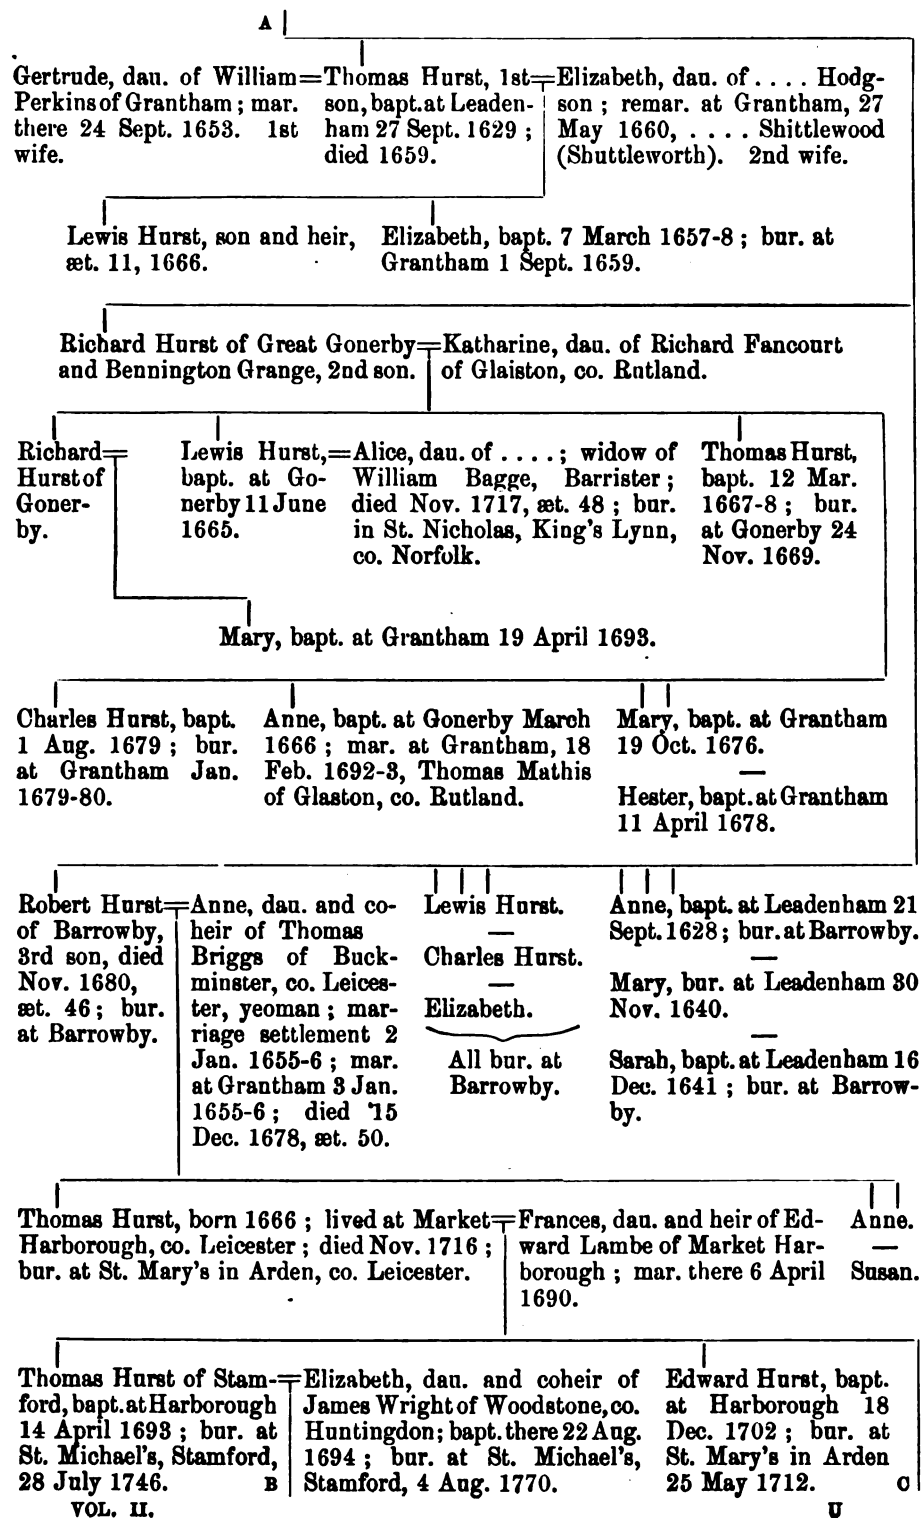 A
Gertrude, dau. of William=Thomas Hurst, 1st=Elizabeth, dau. of .... Hodg-
Perkins of Grantham; mar. son, bapt. at Leaden- son; remar. at Grantham, 27
there 24 Sept. 1653. 1st ham 27 Sept. 1629; May 1660, .... Shittlewood
wife. died 1659. (Shuttleworth). 2nd wife.
Lewis Hurst, son and heir,
æt. 11, 1666.
Elizabeth, bapt. 7 March 1657-8; bur. at
Grantham 1 Sept. 1659.
Richard Hurst of Great Gonerby=Katharine, dau. of Richard Fancourt
and Bennington Grange, 2nd son. of Glaiston, co. Rutland.
Richard=
Hurst of
Goner-
by.
Lewis Hurst,=
bapt. at Go-
nerby 11 June
1665.
Alice, dau. of ....; widow of
William Bagge, Barrister;
died Nov. 1717, æt. 48; bur.
in St. Nicholas, King's Lynn,
co. Norfolk.
Thomas Hurst,
bapt. 12 Mar.
1667-8; bur.
at Gonerby 24
Nov. 1669.
Mary, bapt. at Grantham 19 April 1693.
Charles Hurst, bapt.
1 Aug. 1679; bur.
at Grantham Jan.
1679-80.
Anne, bapt. at Gonerby March
1666; mar. at Grantham, 18
Feb. 1692-3, Thomas Mathis
of Glaston, co. Rutland.
Mary, bapt. at Grantham
19 Oct. 1676.
—
Hester, bapt. at Grantham
11 April 1678.
Robert Hurst=
of Barrowby,
3rd son, died
Nov. 1680,
æt. 46; bur.
at Barrowby.
Anne, dau. and co-
heir of Thomas
Briggs of Buck-
minster, co. Leices-
ter, yeoman; mar-
riage settlement 2
Jan. 1655-6; mar.
at Grantham 3 Jan.
1655-6; died 15
Dec. 1678, æt. 50.
Lewis Hurst.
—
Charles Hurst.
—
Elizabeth.
All bur. at
Barrowby.
Anne, bapt. at Leadenham 21
Sept. 1628; bur. at Barrowby.
—
Mary, bur. at Leadenham 30
Nov. 1640.
—
Sarah, bapt. at Leadenham 16
Dec. 1641; bur. at Barrow-
by.
Thomas Hurst, born 1666; lived at Market=
Harborough, co. Leicester; died Nov. 1716;
bur. at St. Mary's in Arden, co. Leicester.
Frances, dau. and heir of Ed-
ward Lambe of Market Har-
borough; mar. there 6 April
1690.
Anne.
—
Susan.
Thomas Hurst of Stam-=
ford, bapt. at Harborough
14 April 1693; bur. at
St. Michael's, Stamford,
28 July 1746. B
Elizabeth, dau. and coheir of
James Wright of Woodstone, co.
Huntingdon; bapt. there 22 Aug.
1694; bur. at St. Michael's,
Stamford, 4 Aug. 1770.
Edward Hurst, bapt.
at Harborough 18
Dec. 1702; bur. at
St. Mary's in Arden
25 May 1712. C
VOL. II. U